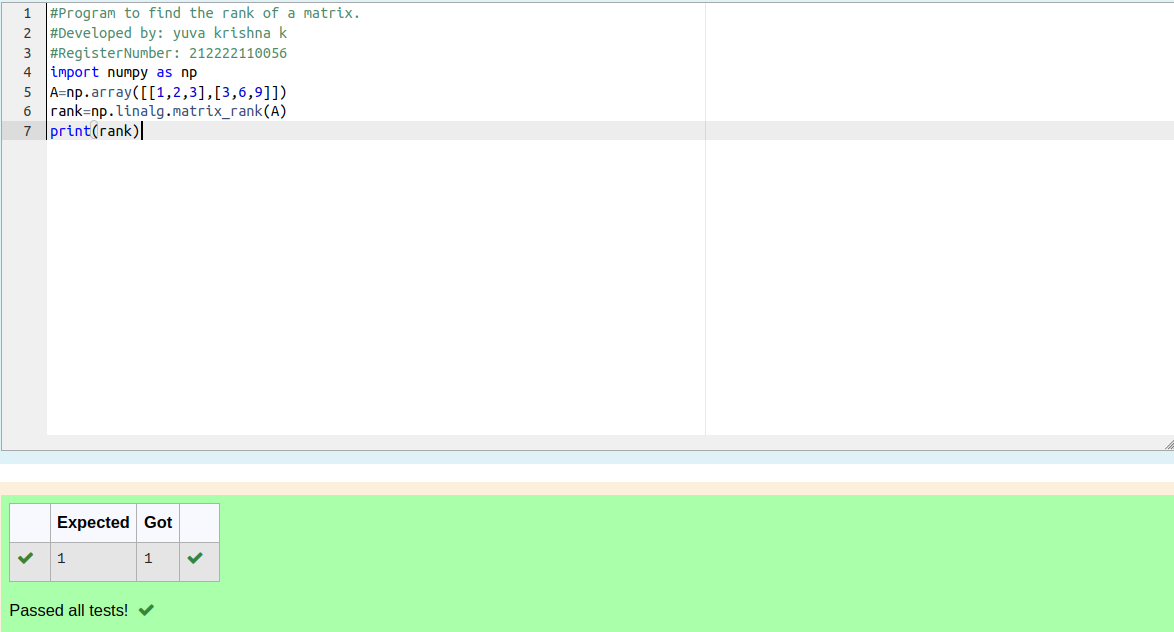 1 #Program to find the rank of a matrix.
2 #Developed by: yuva krishna k
3 #RegisterNumber: 212222110056
4 import numpy as np
5 A=np.array([[1,2,3],[3,6,9]])
6 rank=np.linalg.matrix_rank(A)
7 print(rank)
Expected Got
1 1
Passed all tests!